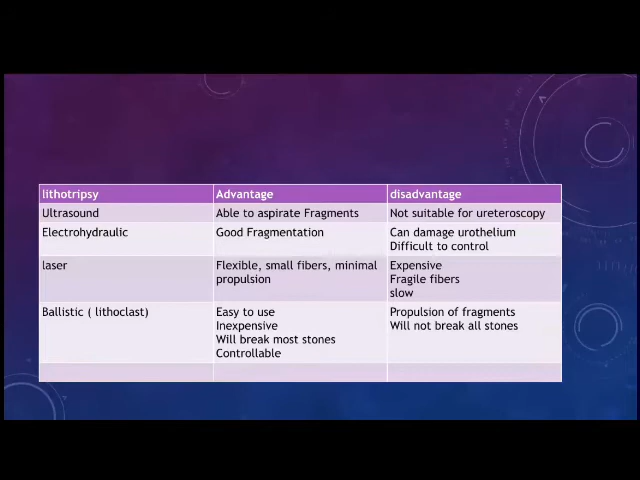 lithotripsy Advantage disadvantage
Ultrasound Able to aspirate Fragments Not suitable for ureteroscopy
Electrohydraulic Good Fragmentation Can damage urothelium
Difficult to control
laser Flexible, small fibers, minimal Expensive
propulsion Fragile fibers
slow
Ballistic ( lithoclast) Easy to use Propulsion of fragments
Inexpensive Will not break all stones
Will break most stones
Controllable